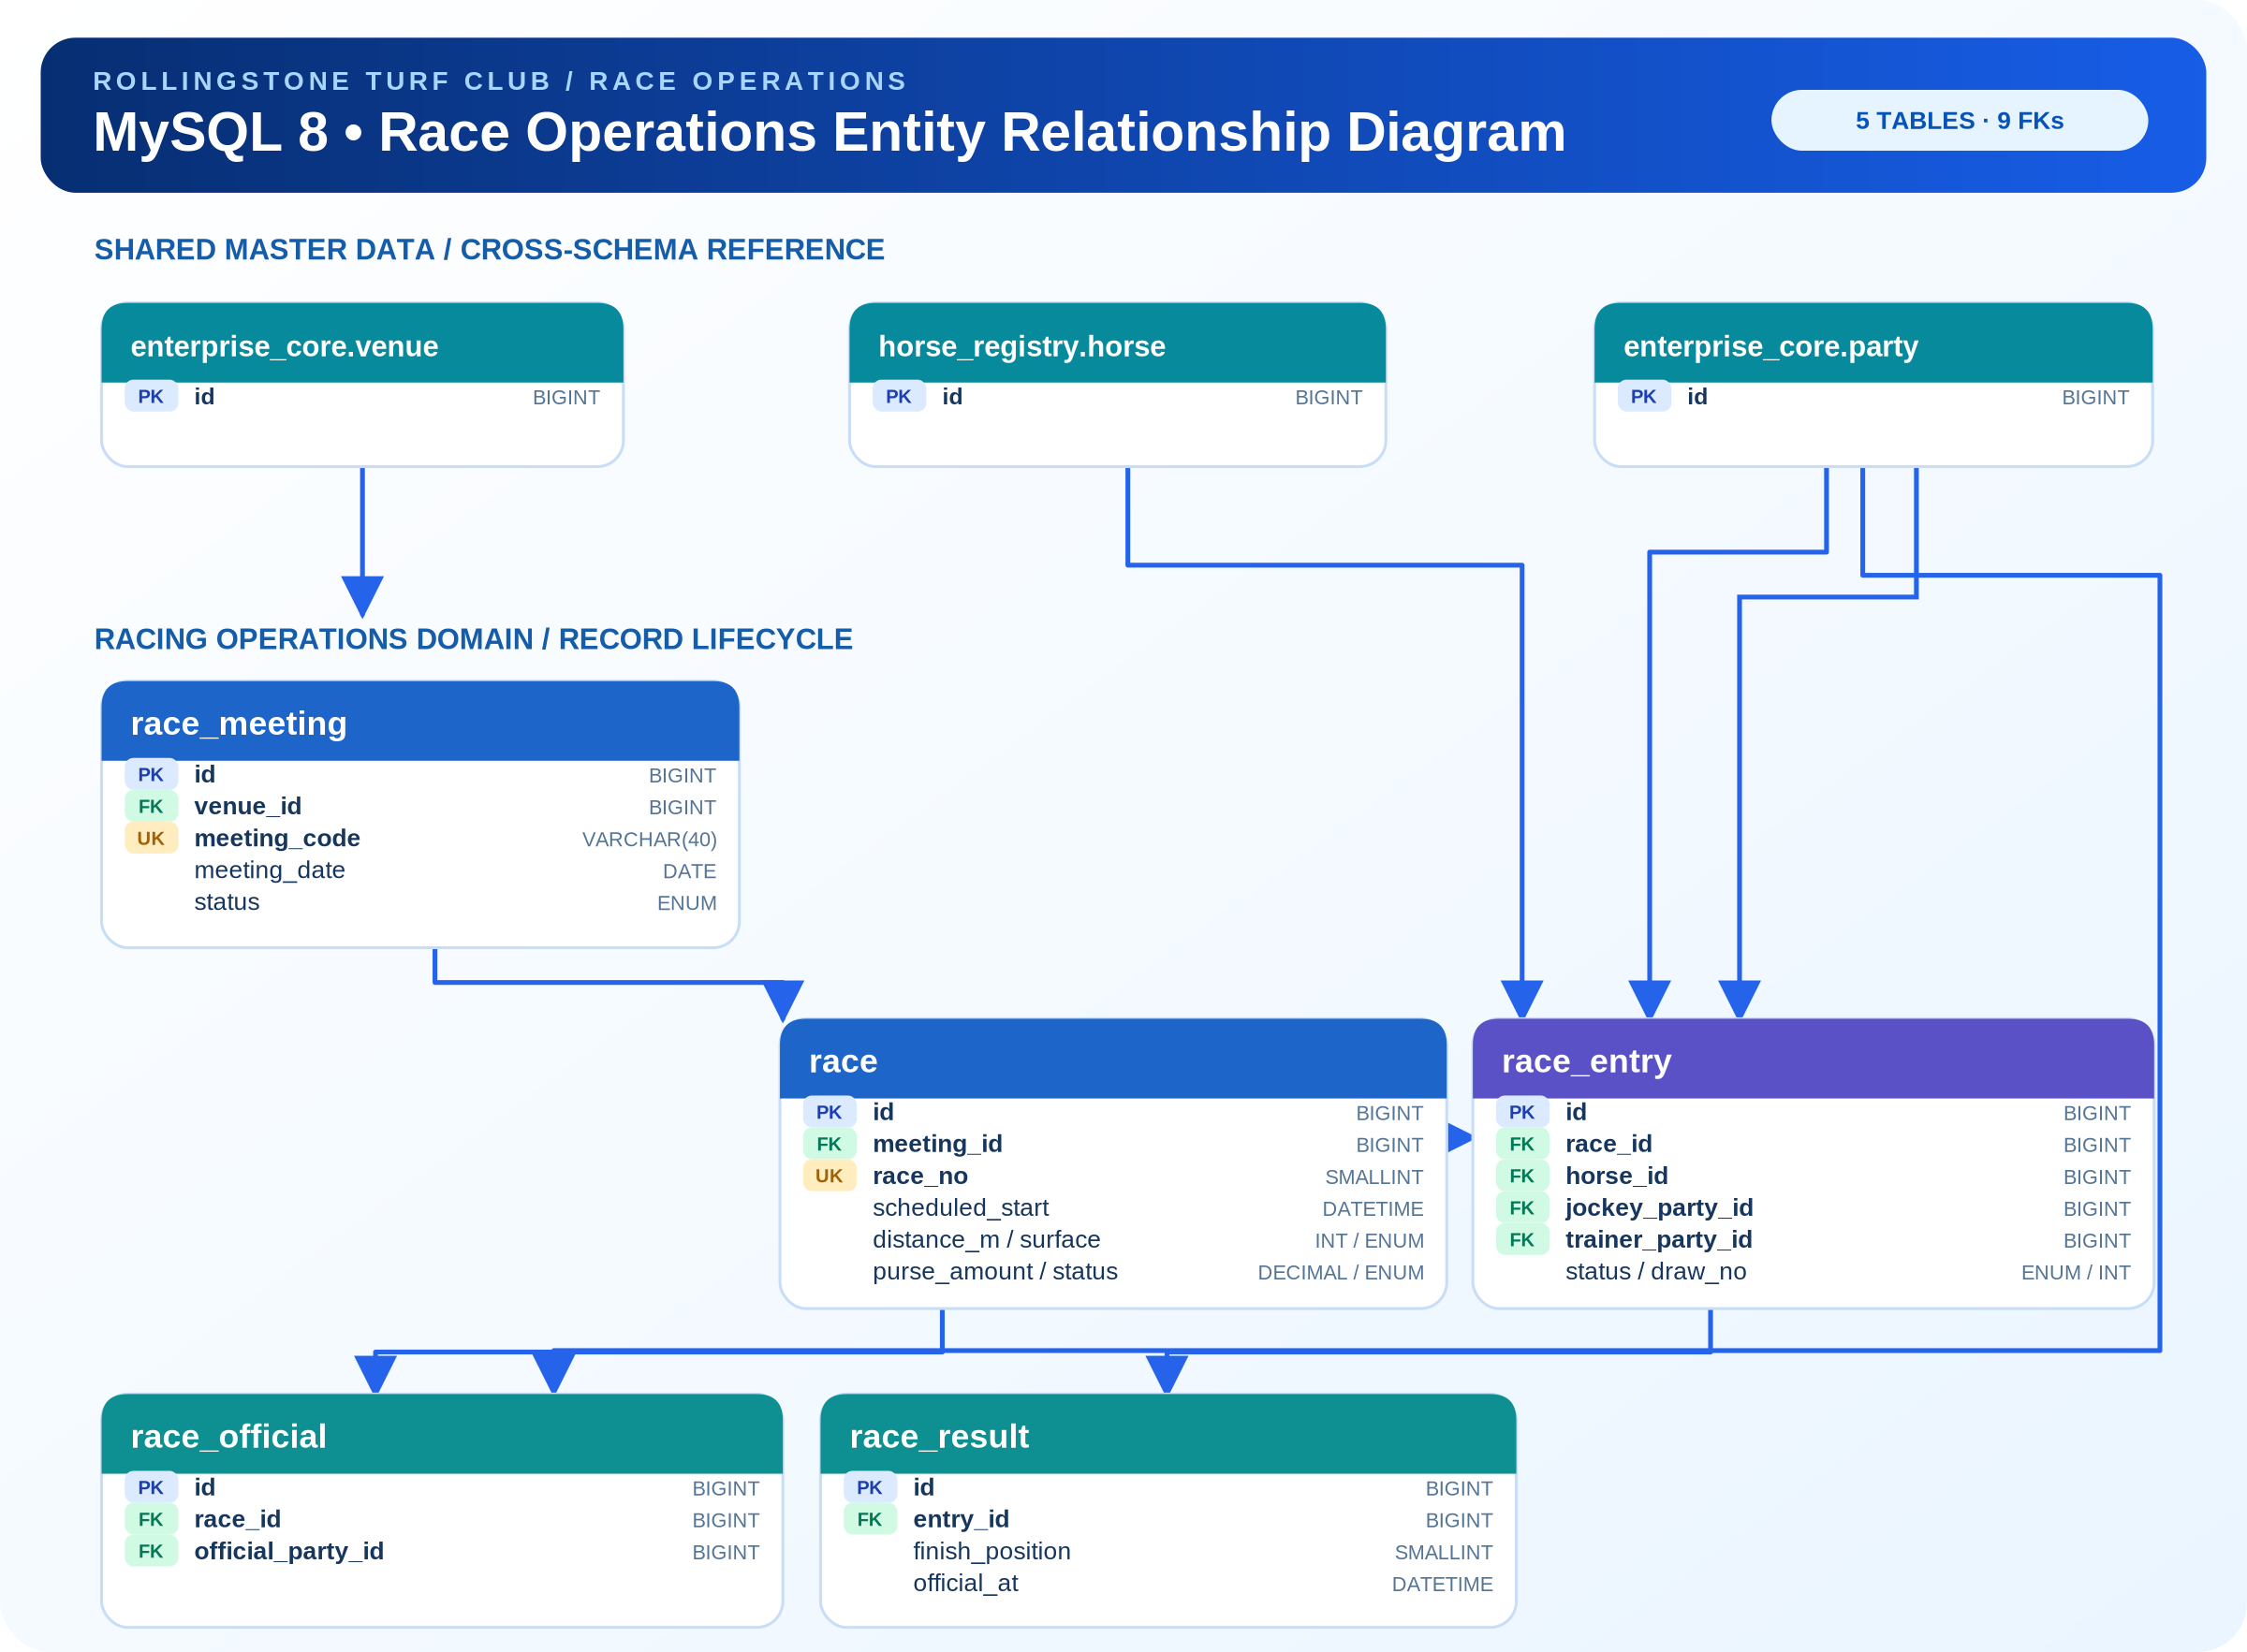 ROLLINGSTONE TURF CLUB / RACE OPERATIONS
MySQL 8 • Race Operations Entity Relationship Diagram
5 TABLES · 9 FKs
SHARED MASTER DATA / CROSS-SCHEMA REFERENCE
enterprise_core.venue
PK id BIGINT
horse_registry.horse
PK id BIGINT
enterprise_core.party
PK id BIGINT
RACING OPERATIONS DOMAIN / RECORD LIFECYCLE
race_meeting
PK id BIGINT
FK venue_id BIGINT
UK meeting_code VARCHAR(40)
meeting_date DATE
status ENUM
race
PK id BIGINT
FK meeting_id BIGINT
UK race_no SMALLINT
scheduled_start DATETIME
distance_m / surface INT / ENUM
purse_amount / status DECIMAL / ENUM
race_entry
PK id BIGINT
FK race_id BIGINT
FK horse_id BIGINT
FK jockey_party_id BIGINT
FK trainer_party_id BIGINT
status / draw_no ENUM / INT
race_official
PK id BIGINT
FK race_id BIGINT
FK official_party_id BIGINT
race_result
PK id BIGINT
FK entry_id BIGINT
finish_position SMALLINT
official_at DATETIME